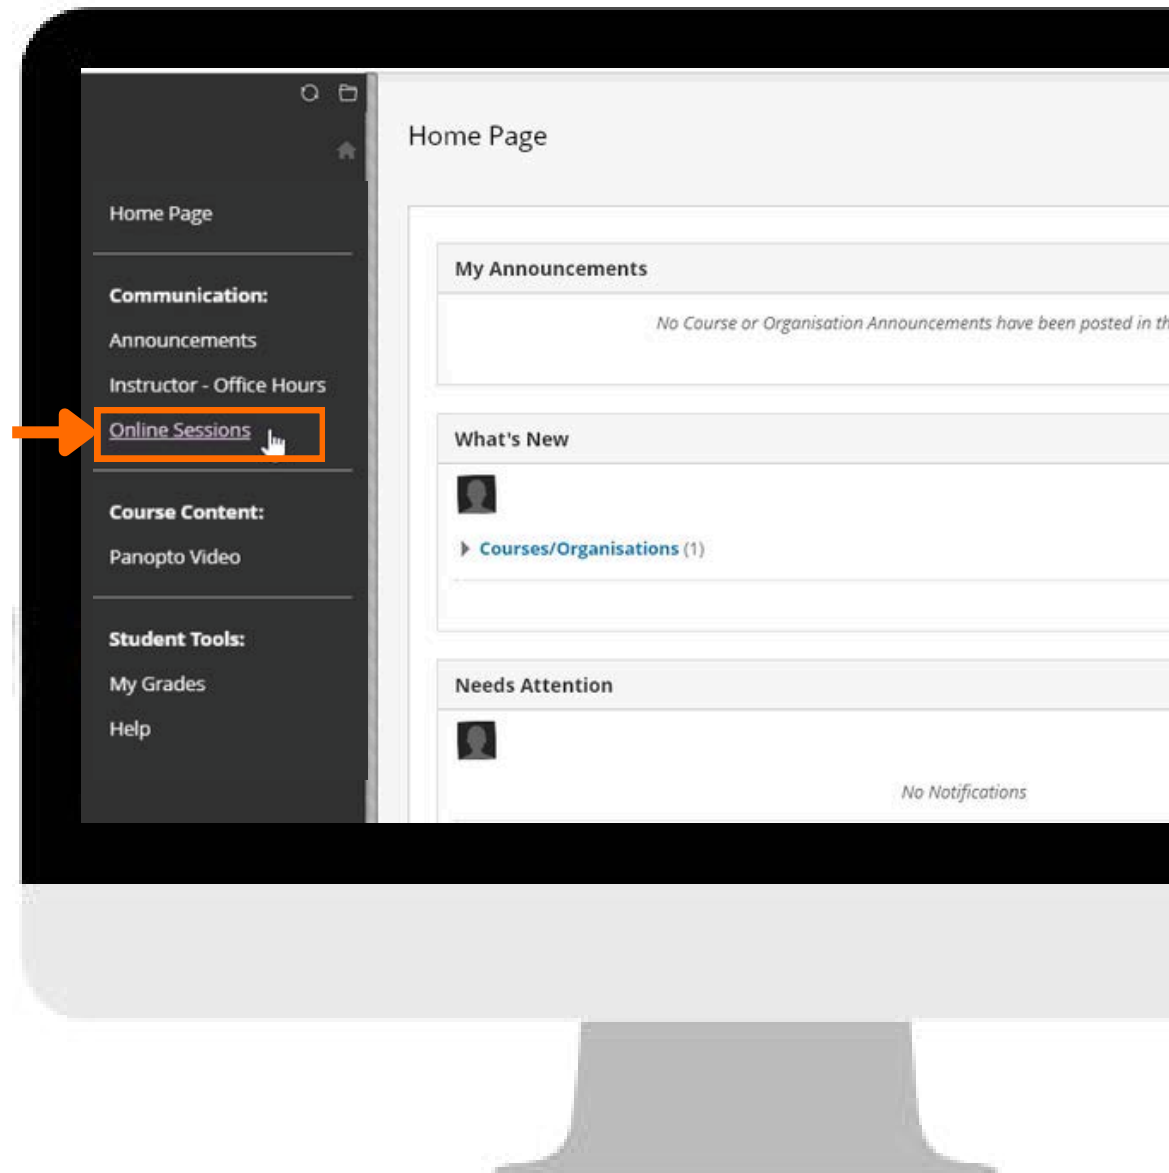 Home Page
Communication:
Announcements
Instructor - Office Hours
Online Sessions
Course Content:
Panopto Video
Student Tools:
My Grades
Help
Home Page
My Announcements
No Course or Organisation Announcements have been posted in th
What's New
Courses/Organisations (1)
Needs Attention
No Notifications